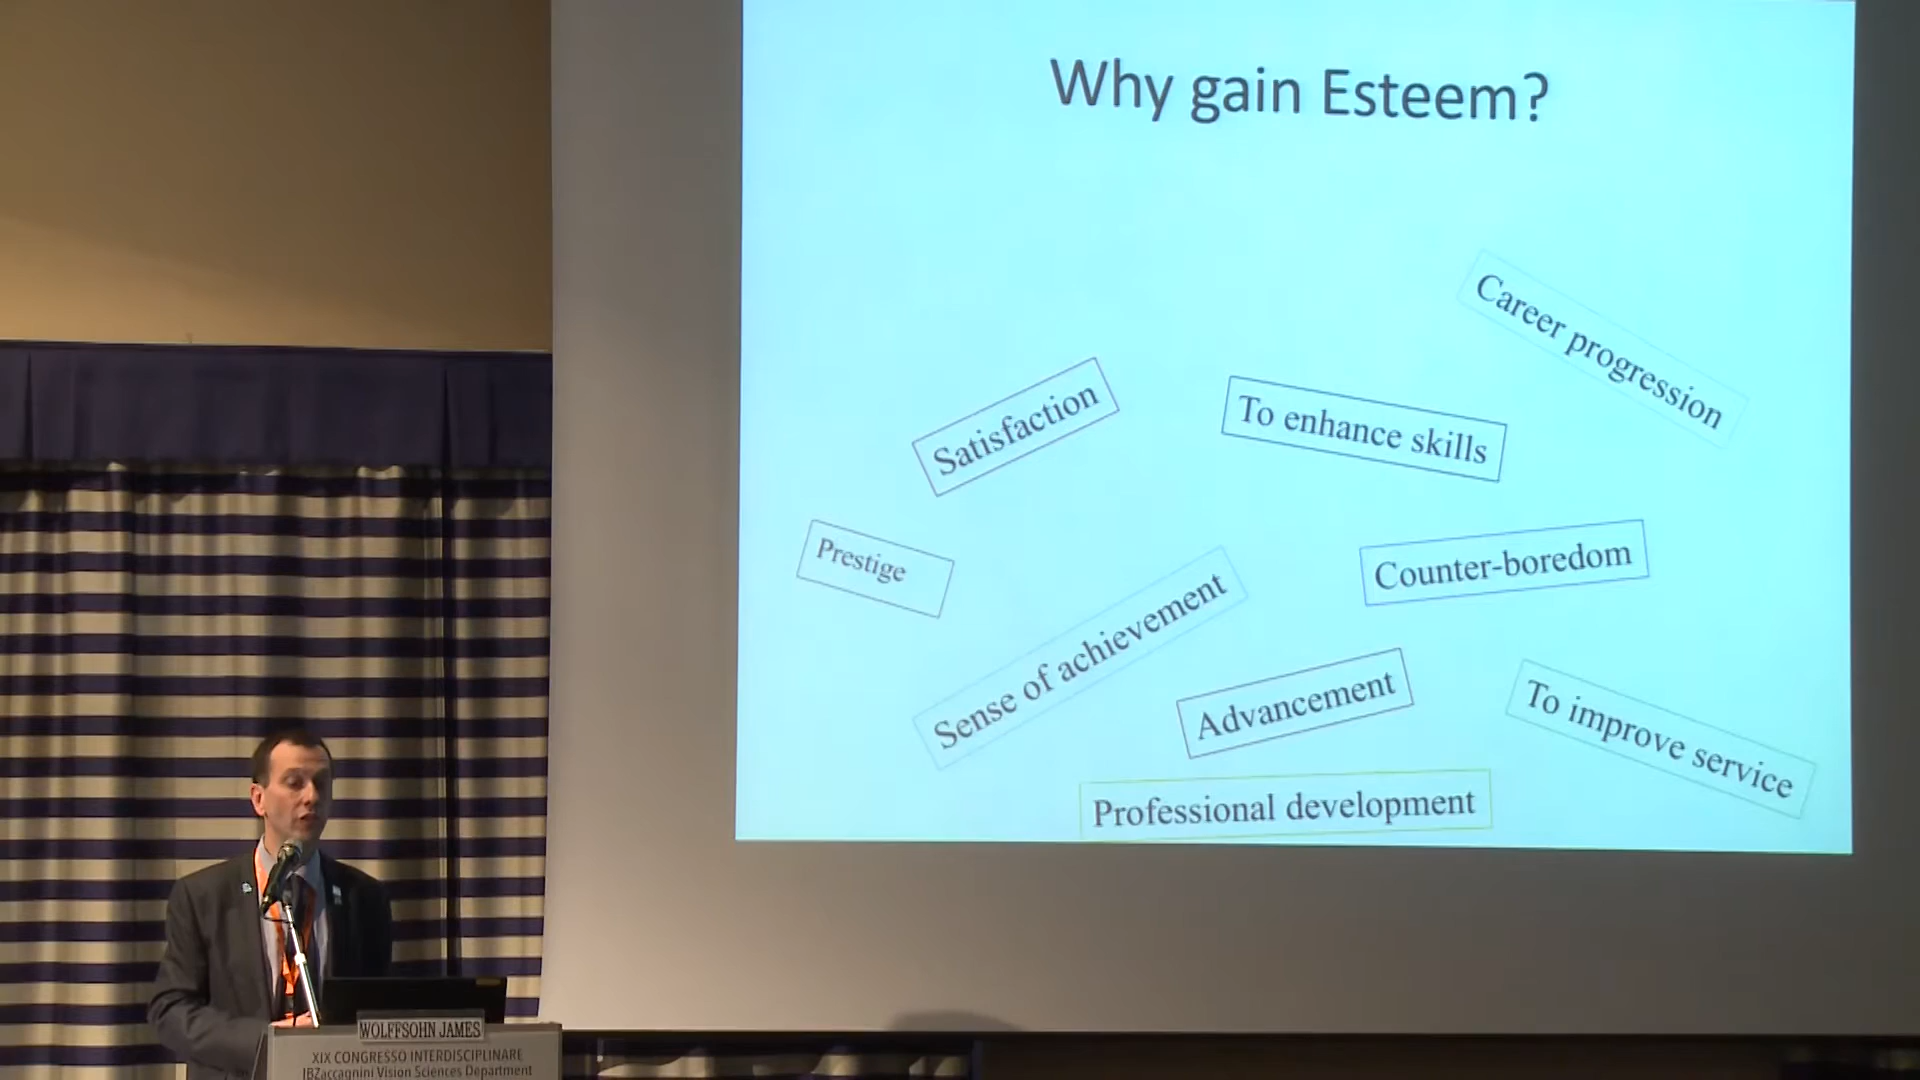 Why gain Esteem?
Career progression
Satisfaction
To enhance skills
Prestige
Counter-boredom
Sense of achievement
Advancement
To improve service
Professional development
WOLFFSOHN JAMES
XIX CONGRESSO INTERDISCIPLINARE
IBZaccagnini Vision Sciences Department